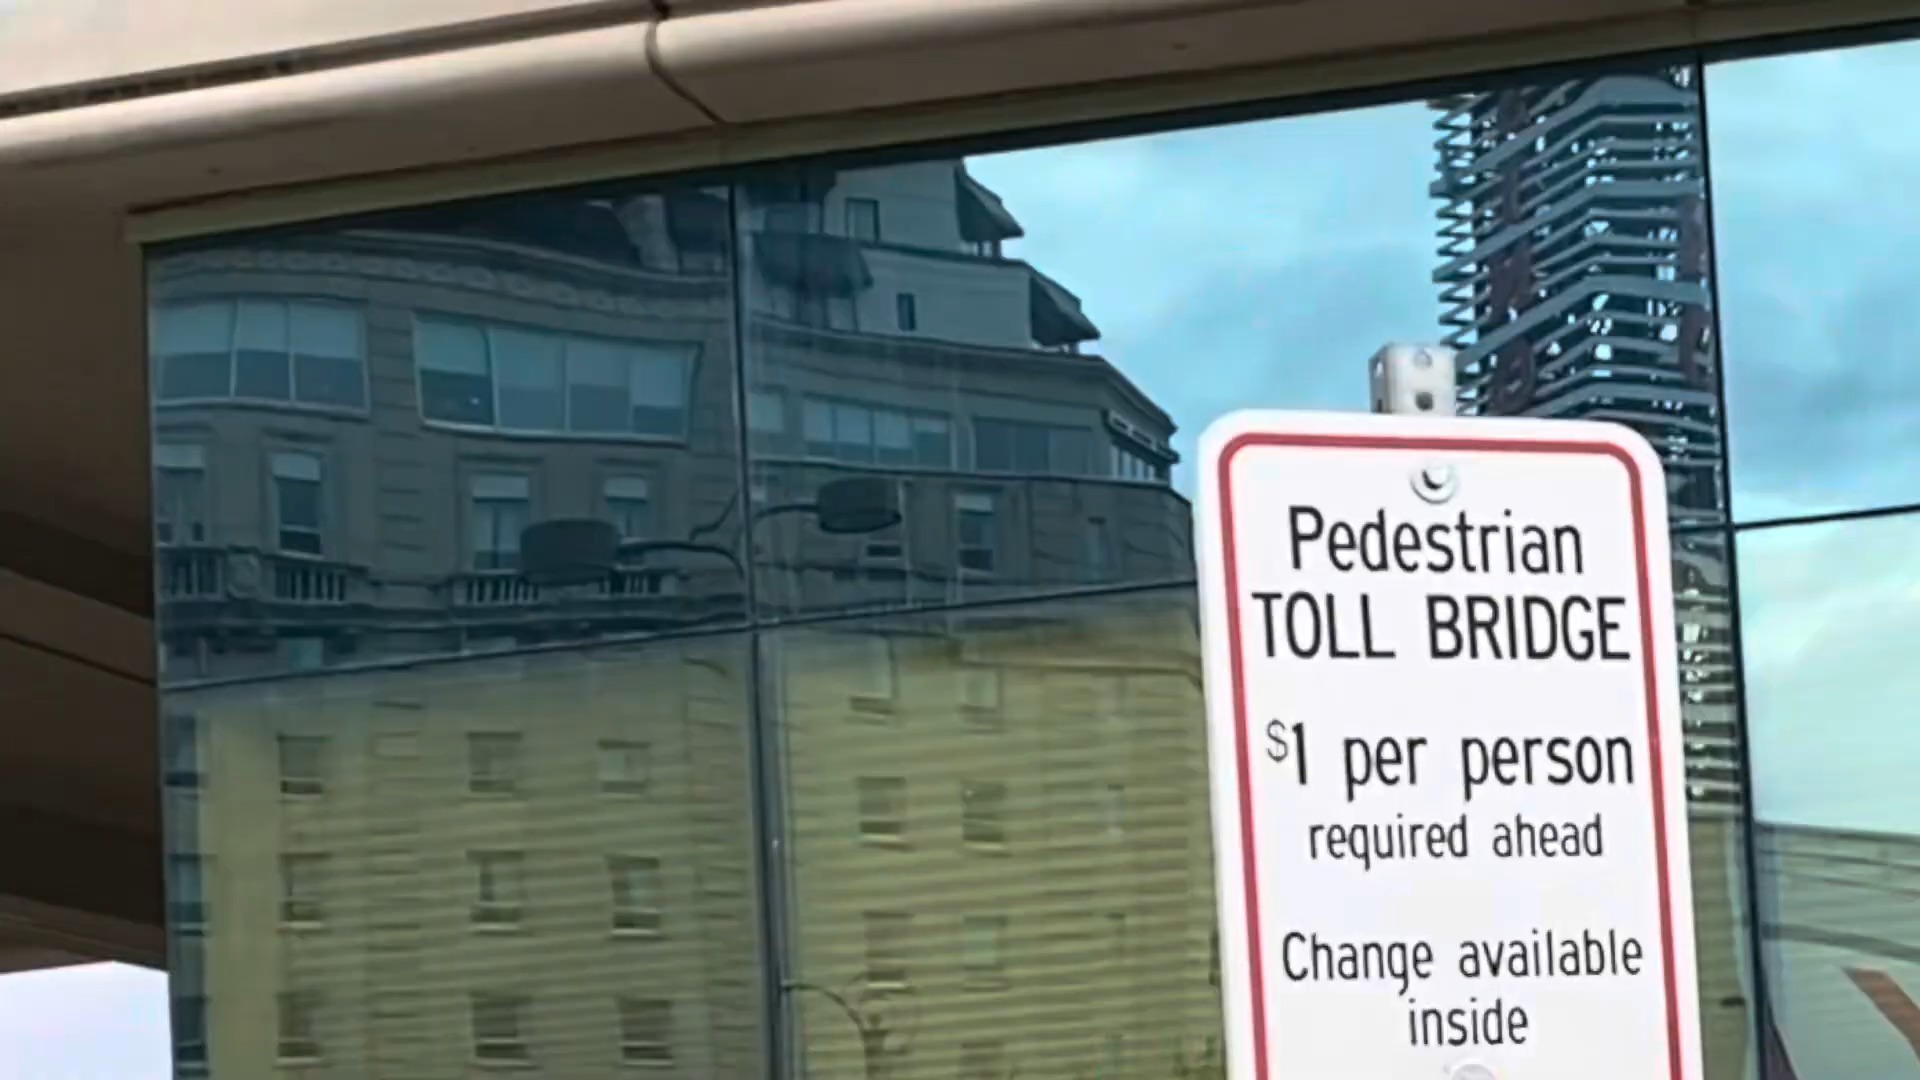 Pedestrian
TOLL BRIDGE
$1 per person
required ahead
Change available
inside